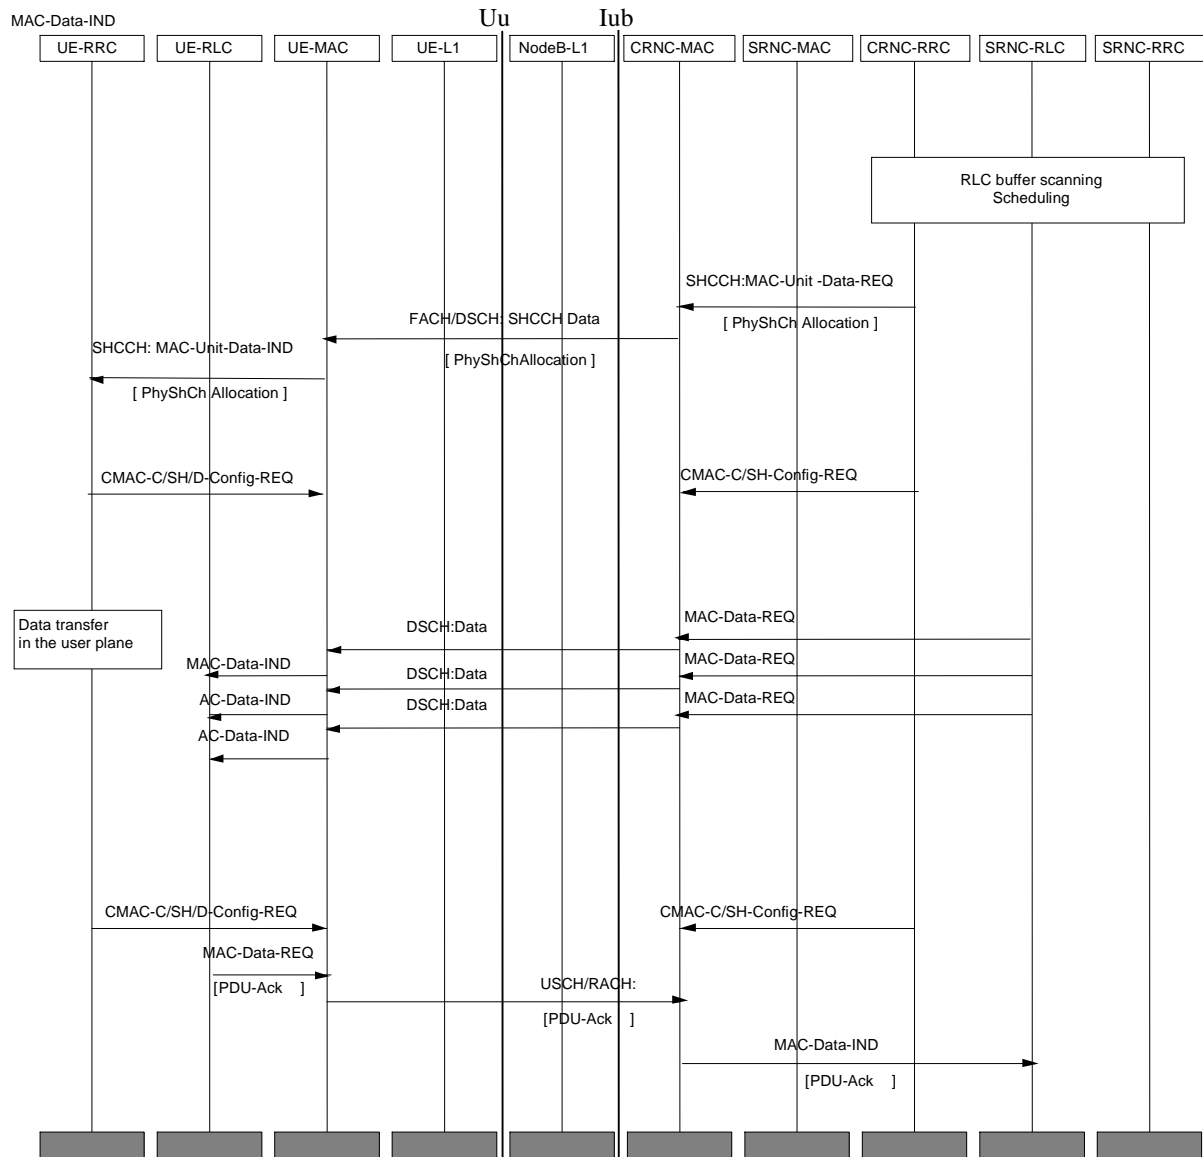 Uu Iub
MAC-Data-IND
UE-RRC UE-RLC UE-MAC UE-L1 NodeB-L1 CRNC-MAC SRNC-MAC CRNC-RRC SRNC-RLC SRNC-RRC
RLC buffer scanning
Scheduling
SHCCH:MAC-Unit -Data-REQ
FACH/DSCH: SHCCH Data
[ PhyShCh Allocation ]
SHCCH: MAC-Unit-Data-IND
[ PhyShChAllocation ]
[ PhyShCh Allocation ]
CMAC-C/SH/D-Config-REQ
CMAC-C/SH-Config-REQ
Data transfer
in the user plane
MAC-Data-REQ
DSCH:Data
MAC-Data-IND
MAC-Data-REQ
DSCH:Data
AC-Data-IND
MAC-Data-REQ
DSCH:Data
AC-Data-IND
CMAC-C/SH/D-Config-REQ
CMAC-C/SH-Config-REQ
MAC-Data-REQ
[PDU-Ack ]
USCH/RACH:
[PDU-Ack ]
MAC-Data-IND
[PDU-Ack ]